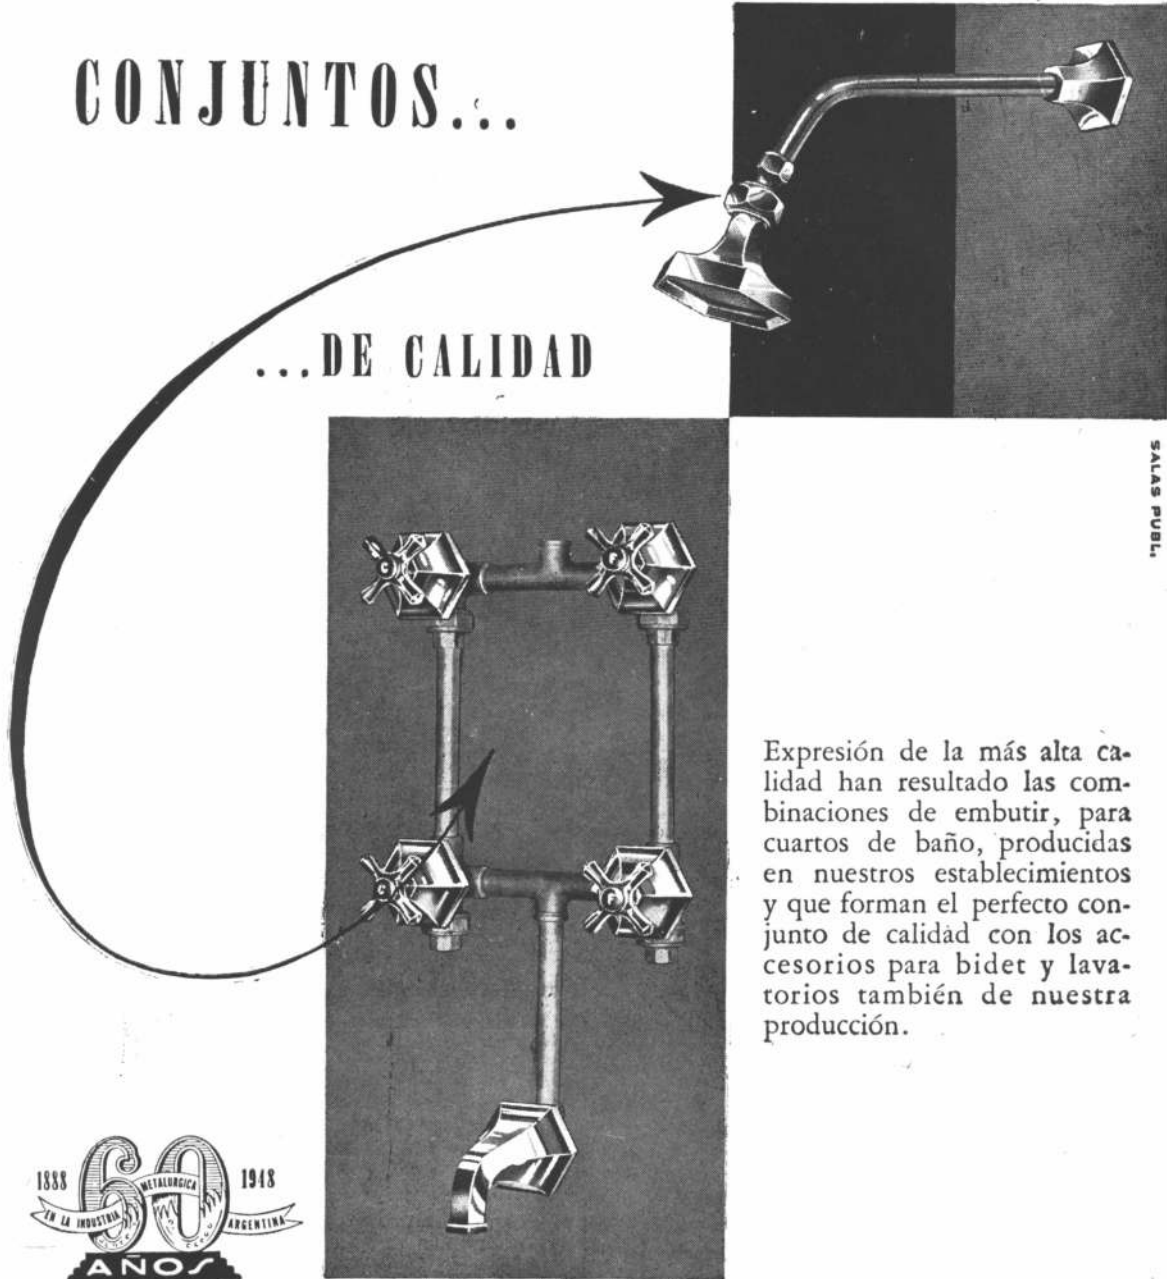 CONJUNTOS...
...DE CALIDAD
SALAS PUBL.
C
F
C
F
Expresión de la más alta ca-
lidad han resultado las com-
binaciones de embutir, para
cuartos de baño, producidas
en nuestros establecimientos
y que forman el perfecto con-
junto de calidad con los ac-
cesorios para bidet y lava-
torios también de nuestra
producción.
1888 60 1948
EN LA INDUSTRIA METALURGICA ARGENTINA
AÑOS